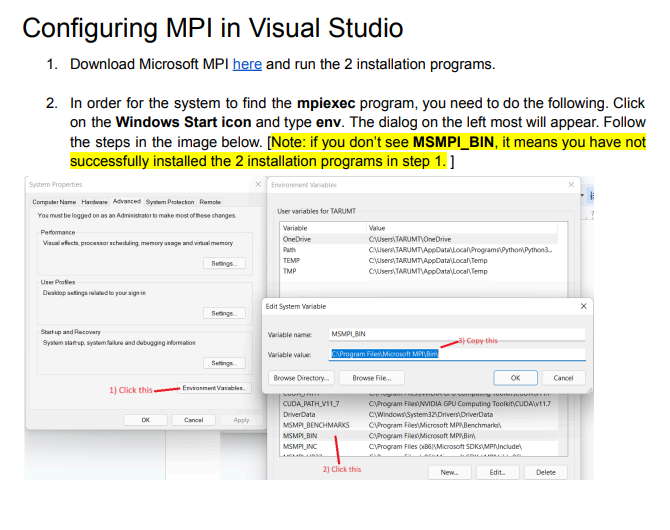 Configuring MPI in Visual Studio
1. Download Microsoft MPI here and run the 2 installation programs.
2. In order for the system to find the mpiexec program, you need to do the following. Click
on the Windows Start icon and type env. The dialog on the left most will appear. Follow
the steps in the image below. [Note: if you don't see MSMPI_BIN, it means you have not
successfully installed the 2 installation programs in step 1. ]
System Properties
Computer Name Hardware Advanced System Protection Remote
You must be logged on as an Administrator to make most of these changes.
Performance
Visual effects, processor scheduling, memory usage and virtual memory
Settings...
User Profiles
Desktop settings related to your sign-in
Settings...
Start-up and Recovery
System start-up, system failure and debugging information
Settings...
1) Click this
Environment Variables...
OK Cancel Apply
Environment Variables
User variables for TARUMT
Variable Value
OneDrive C:\Users\TARUMT\OneDrive
Path C:\Users\TARUMT\AppData\Local\Programs\Python\Python3...
TEMP C:\Users\TARUMT\AppData\Local\Temp
TMP C:\Users\TARUMT\AppData\Local\Temp
Edit System Variable
Variable name: MSMPI_BIN
3) Copy this
Variable value: C:\Program Files\Microsoft MPI\Bin\
Browse Directory... Browse File... OK Cancel
CUDA_PATH_V11_7 C:\Program Files\NVIDIA GPU Computing Toolkit\CUDA\v11.7
DriverData C:\Windows\System32\Drivers\DriverData
MSMPI_BENCHMARKS C:\Program Files\Microsoft MPI\Benchmarks\
MSMPI_BIN C:\Program Files\Microsoft MPI\Bin\
MSMPI_INC C:\Program Files (x86)\Microsoft SDKs\MPI\Include\
2) Click this
New... Edit... Delete